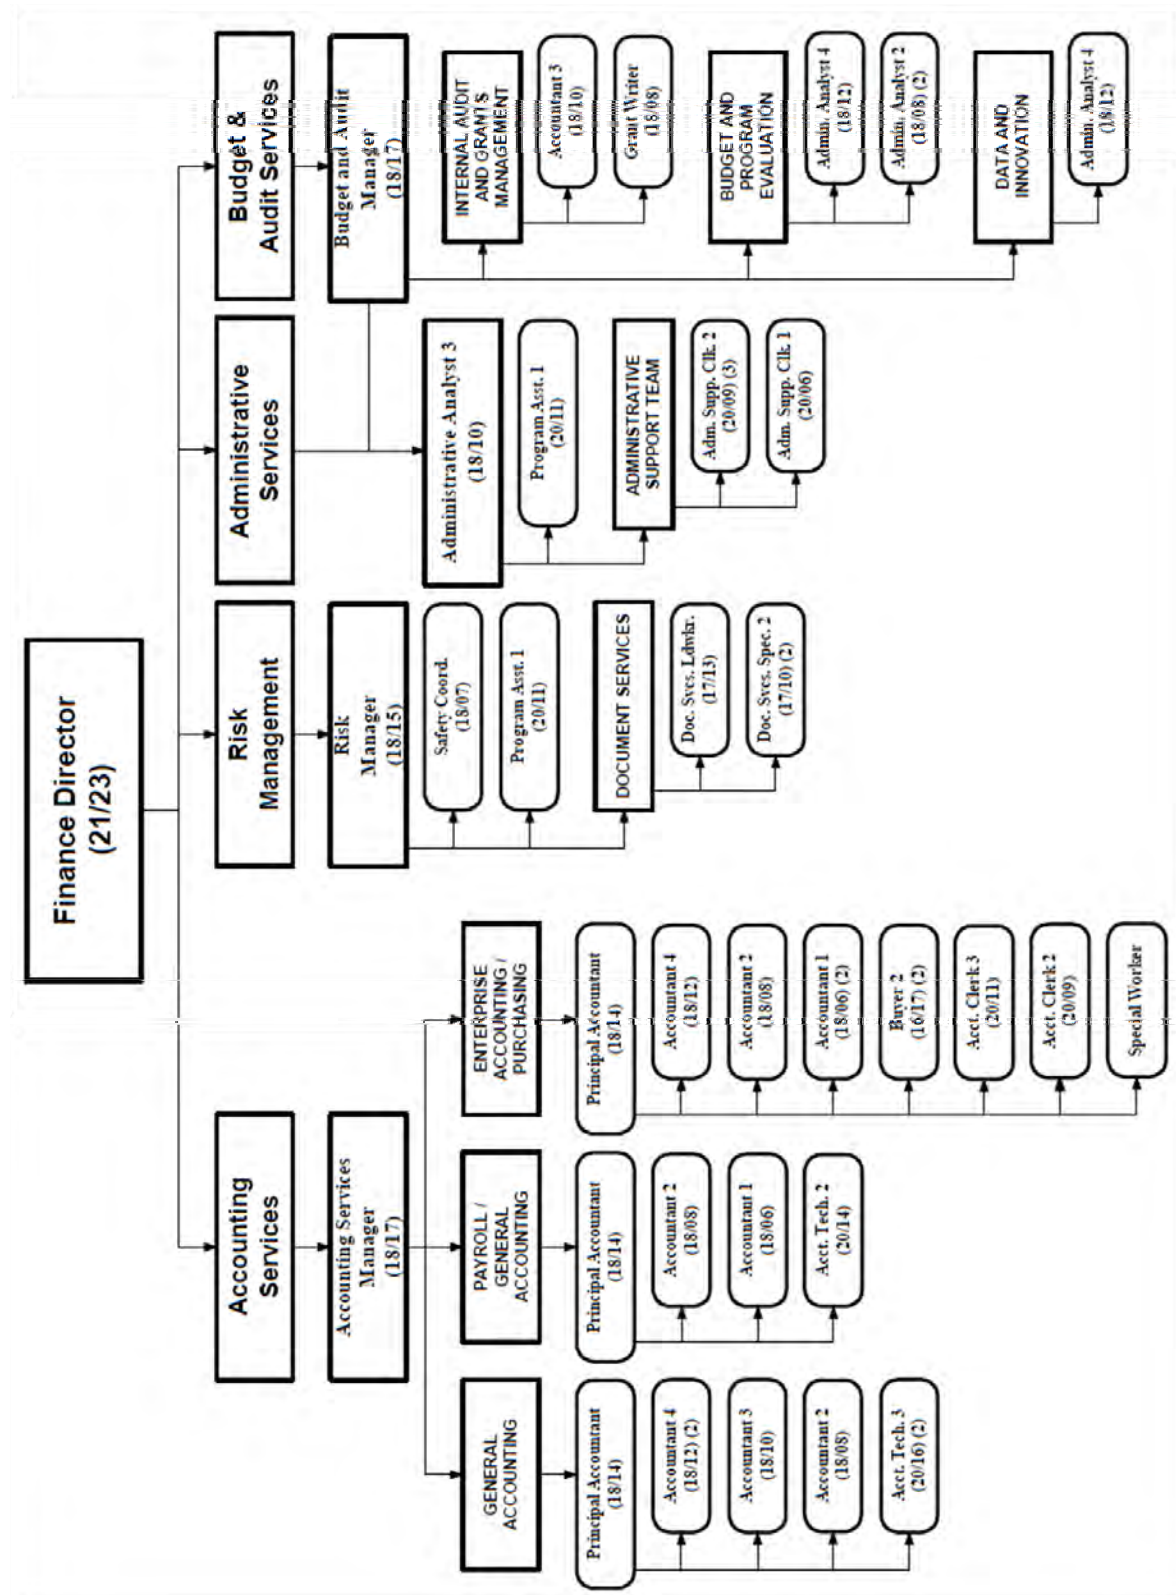 Finance Director
(21/23)
Accounting
Services
Accounting Services
Manager
(18/17)
GENERAL
ACCOUNTING
Principal Accountant
(18/14)
Accountant 4
(18/12) (2)
Accountant 3
(18/10)
Accountant 2
(18/08)
Acct. Tech. 3
(20/16) (2)
PAYROLL /
GENERAL
ACCOUNTING
Principal Accountant
(18/14)
Accountant 2
(18/08)
Accountant 1
(18/06)
Acct. Tech. 2
(20/14)
ENTERPRISE
ACCOUNTING /
PURCHASING
Principal Accountant
(18/14)
Accountant 4
(18/12)
Accountant 2
(18/08)
Accountant 1
(18/06) (2)
Buyer 2
(16/17) (2)
Acct. Clerk 3
(20/11)
Acct. Clerk 2
(20/09)
Special Worker
Risk
Management
Risk
Manager
(18/15)
Safety Coord.
(18/07)
Program Asst. 1
(20/11)
DOCUMENT SERVICES
Doc. Svcs. Ldwkr.
(17/13)
Doc. Svcs. Spec. 2
(17/10) (2)
Administrative
Services
Administrative Analyst 3
(18/10)
Program Asst. 1
(20/11)
ADMINISTRATIVE
SUPPORT TEAM
Adm. Supp. Clk. 2
(20/09) (3)
Adm. Supp. Clk. 1
(20/06)
Budget &
Audit Services
Budget and Audit
Manager
(18/17)
INTERNAL AUDIT
AND GRANTS
MANAGEMENT
Accountant 3
(18/10)
Grant Writer
(18/08)
BUDGET AND
PROGRAM
EVALUATION
Admin. Analyst 4
(18/12)
Admin. Analyst 2
(18/08) (2)
DATA AND
INNOVATION
Admin. Analyst 4
(18/12)